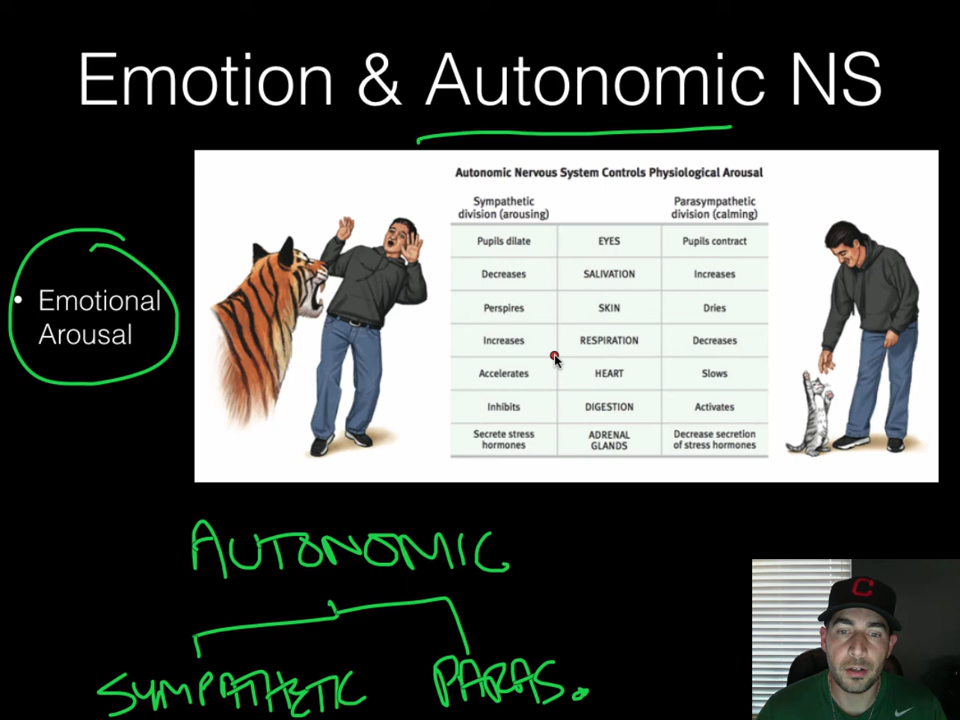 Emotion & Autonomic NS
• Emotional
Arousal
Autonomic Nervous System Controls Physiological Arousal
Sympathetic
division (arousing)
Parasympathetic
division (calming)
Pupils dilate EYES Pupils contract
Decreases SALIVATION Increases
Perspires SKIN Dries
Increases RESPIRATION Decreases
Accelerates HEART Slows
Inhibits DIGESTION Activates
Secrete stress
hormones
ADRENAL
GLANDS
Decrease secretion
of stress hormones
AUTONOMIC
SYMPATHETIC PARAS.
C